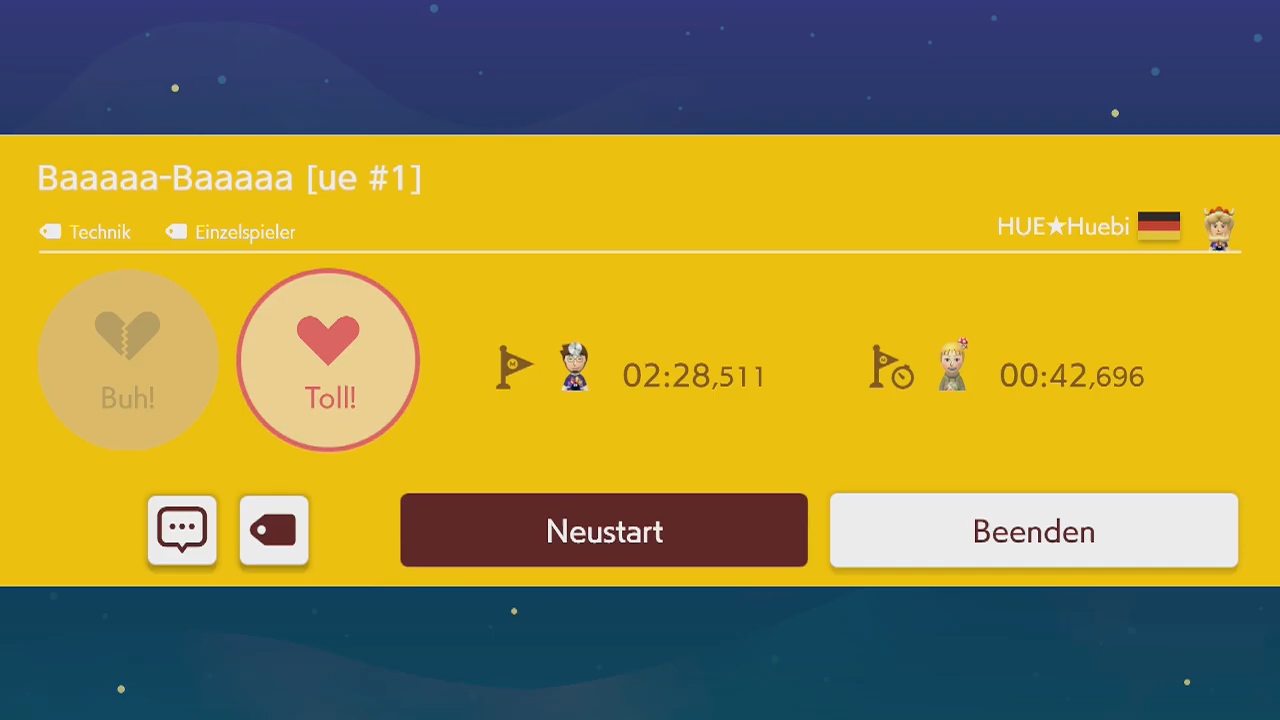 Baaaaa-Baaaaa [ue #1]
Technik Einzelspieler
HUE★Huebi
Buh!
Toll!
M
02:28,511
M
00:42,696
Neustart
Beenden